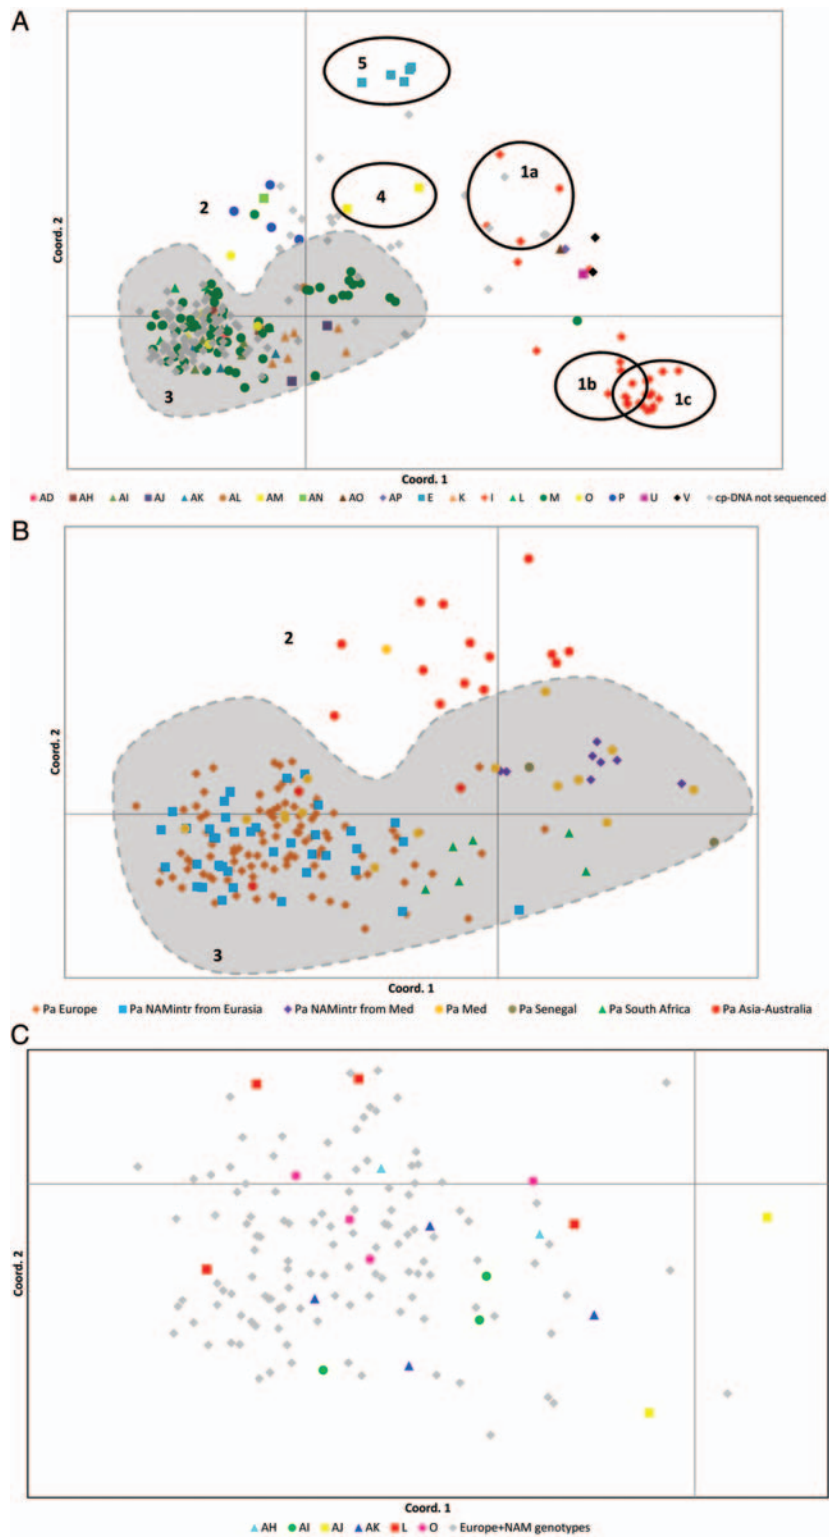 A
5
1a
4
2
Coord. 2
3
1b
1c
Coord. 1
AD AH AI AJ AK AL AM AN AO AP E K I L M O P U V cp-DNA not sequenced
B
2
Coord. 2
3
Coord. 1
Pa Europe Pa NAMintr from Eurasia Pa NAMintr from Med Pa Med Pa Senegal Pa South Africa Pa Asia-Australia
C
Coord. 2
Coord. 1
AH AI AJ AK L O Europe+NAM genotypes